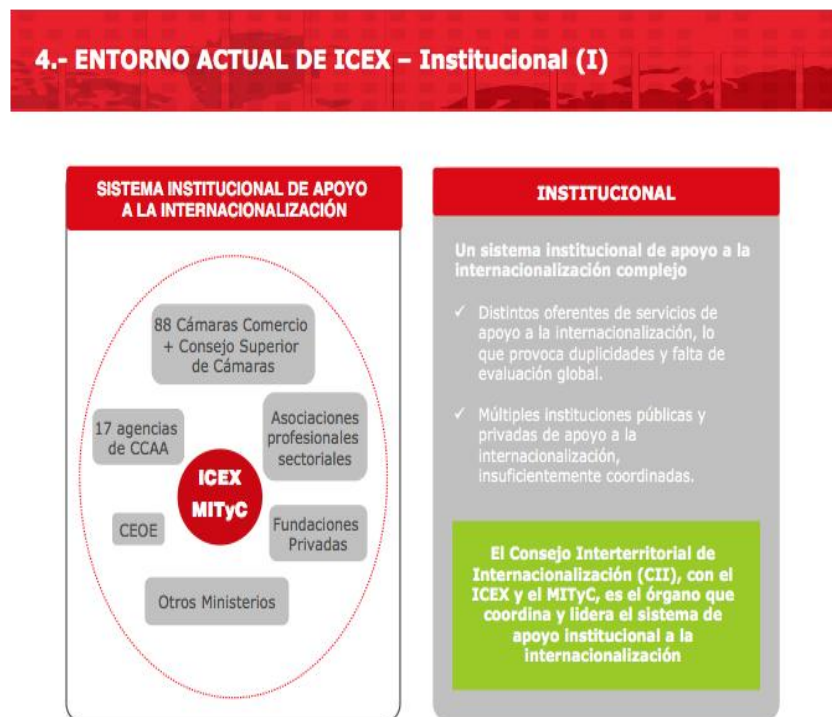 4.- ENTORNO ACTUAL DE ICEX – Institucional (I)
SISTEMA INSTITUCIONAL DE APOYO
A LA INTERNACIONALIZACIÓN
88 Cámaras Comercio
+ Consejo Superior
de Cámaras
17 agencias
de CCAA
Asociaciones
profesionales
sectoriales
ICEX
MITyC
CEOE
Fundaciones
Privadas
Otros Ministerios
INSTITUCIONAL
Un sistema institucional de apoyo a la
internacionalización complejo
✓ Distintos oferentes de servicios de
apoyo a la internacionalización, lo
que provoca duplicidades y falta de
evaluación global.
✓ Múltiples instituciones públicas y
privadas de apoyo a la
internacionalización,
insuficientemente coordinadas.
El Consejo Interterritorial de
Internacionalización (CII), con el
ICEX y el MITyC, es el órgano que
coordina y lidera el sistema de
apoyo institucional a la
internacionalización